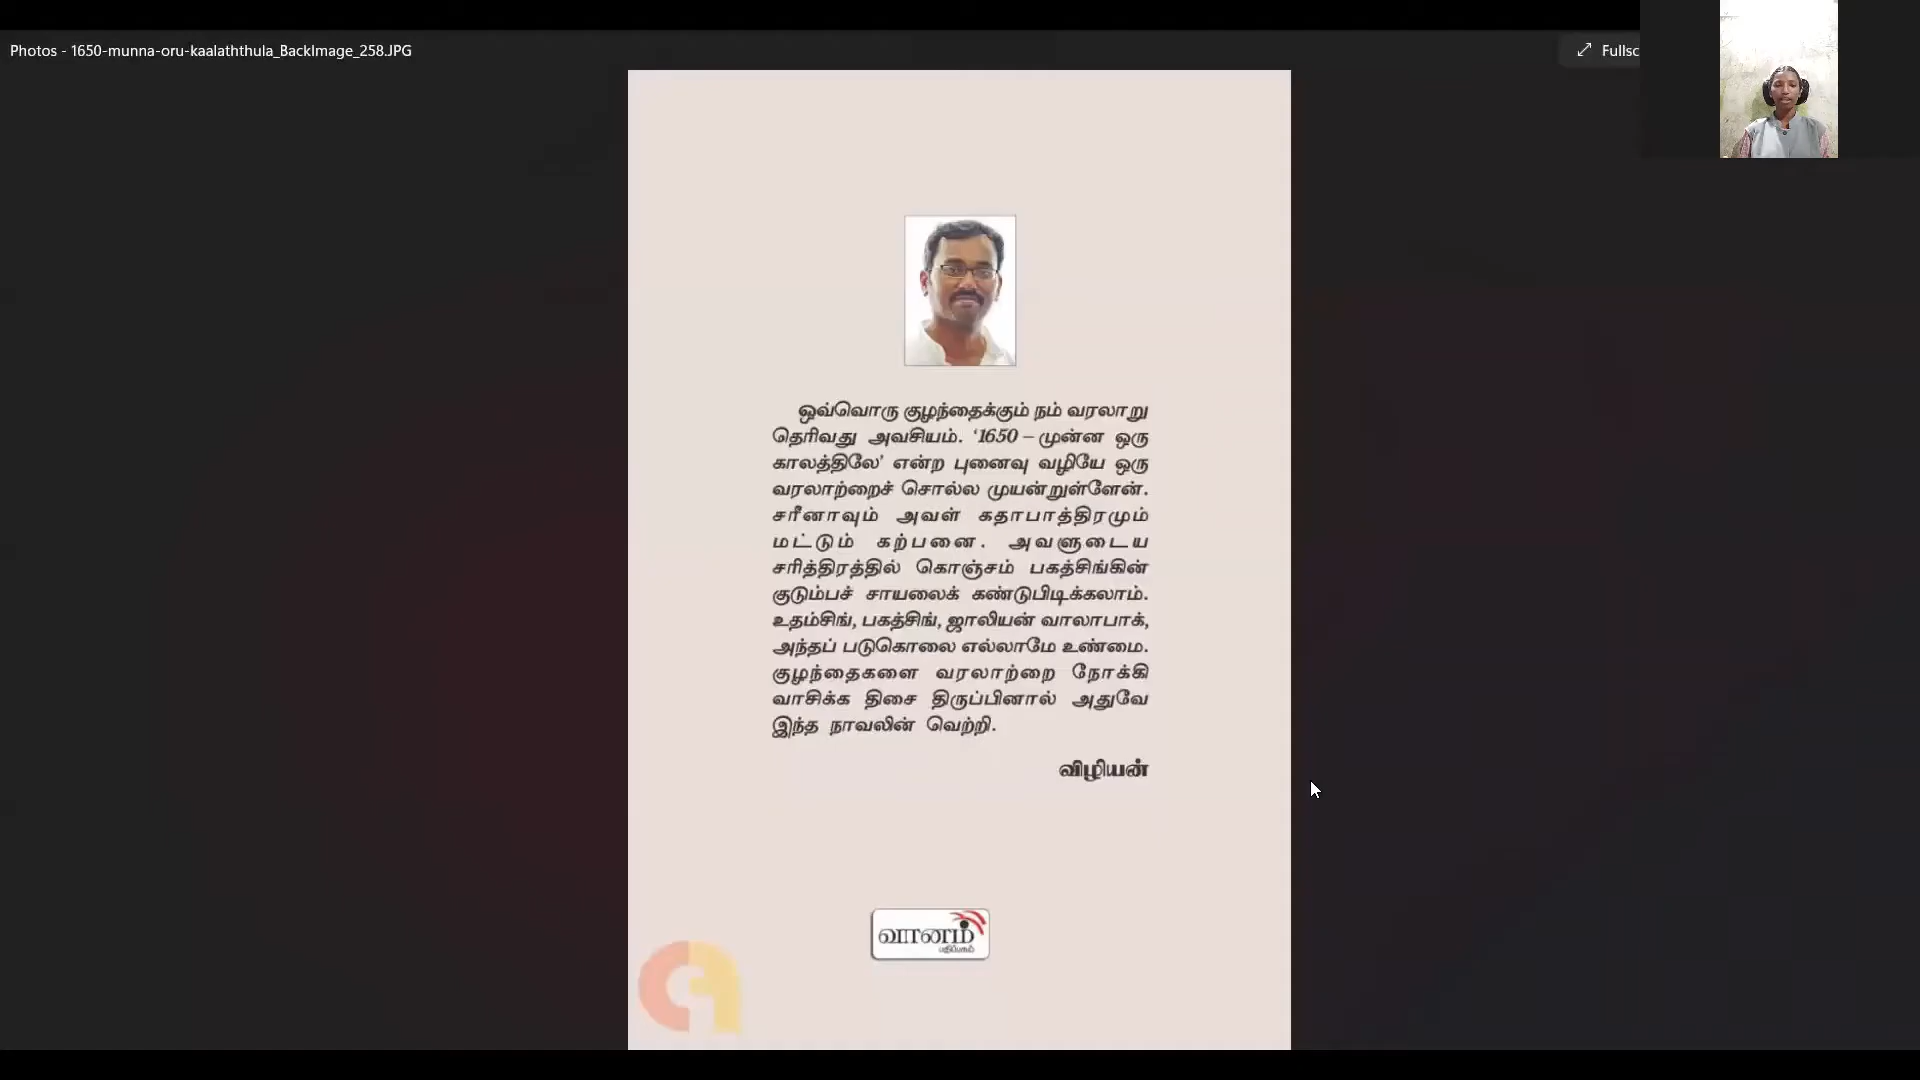 Photos - 1650-munna-oru-kaalaththula_BackImage_258.JPG
Fullsc
ஒவ்வொரு குழந்தைக்கும் நம் வரலாறு
தெரிவது அவசியம். ‘1650 – முன்ன ஒரு
காலத்திலே’ என்ற புனைவு வழியே ஒரு
வரலாற்றைச் சொல்ல முயன்றுள்ளேன்.
சரீனாவும் அவள் கதாபாத்திரமும்
மட்டும் கற்பனை. அவளுடைய
சரித்திரத்தில் கொஞ்சம் பகத்சிங்கின்
குடும்பச் சாயலைக் கண்டுபிடிக்கலாம்.
உதம்சிங், பகத்சிங், ஜாலியன் வாலாபாக்,
அந்தப் படுகொலை எல்லாமே உண்மை.
குழந்தைகளை வரலாற்றை நோக்கி
வாசிக்க திசை திருப்பினால் அதுவே
இந்த நாவலின் வெற்றி.
விழியன்
வானம்
பதிப்பகம்